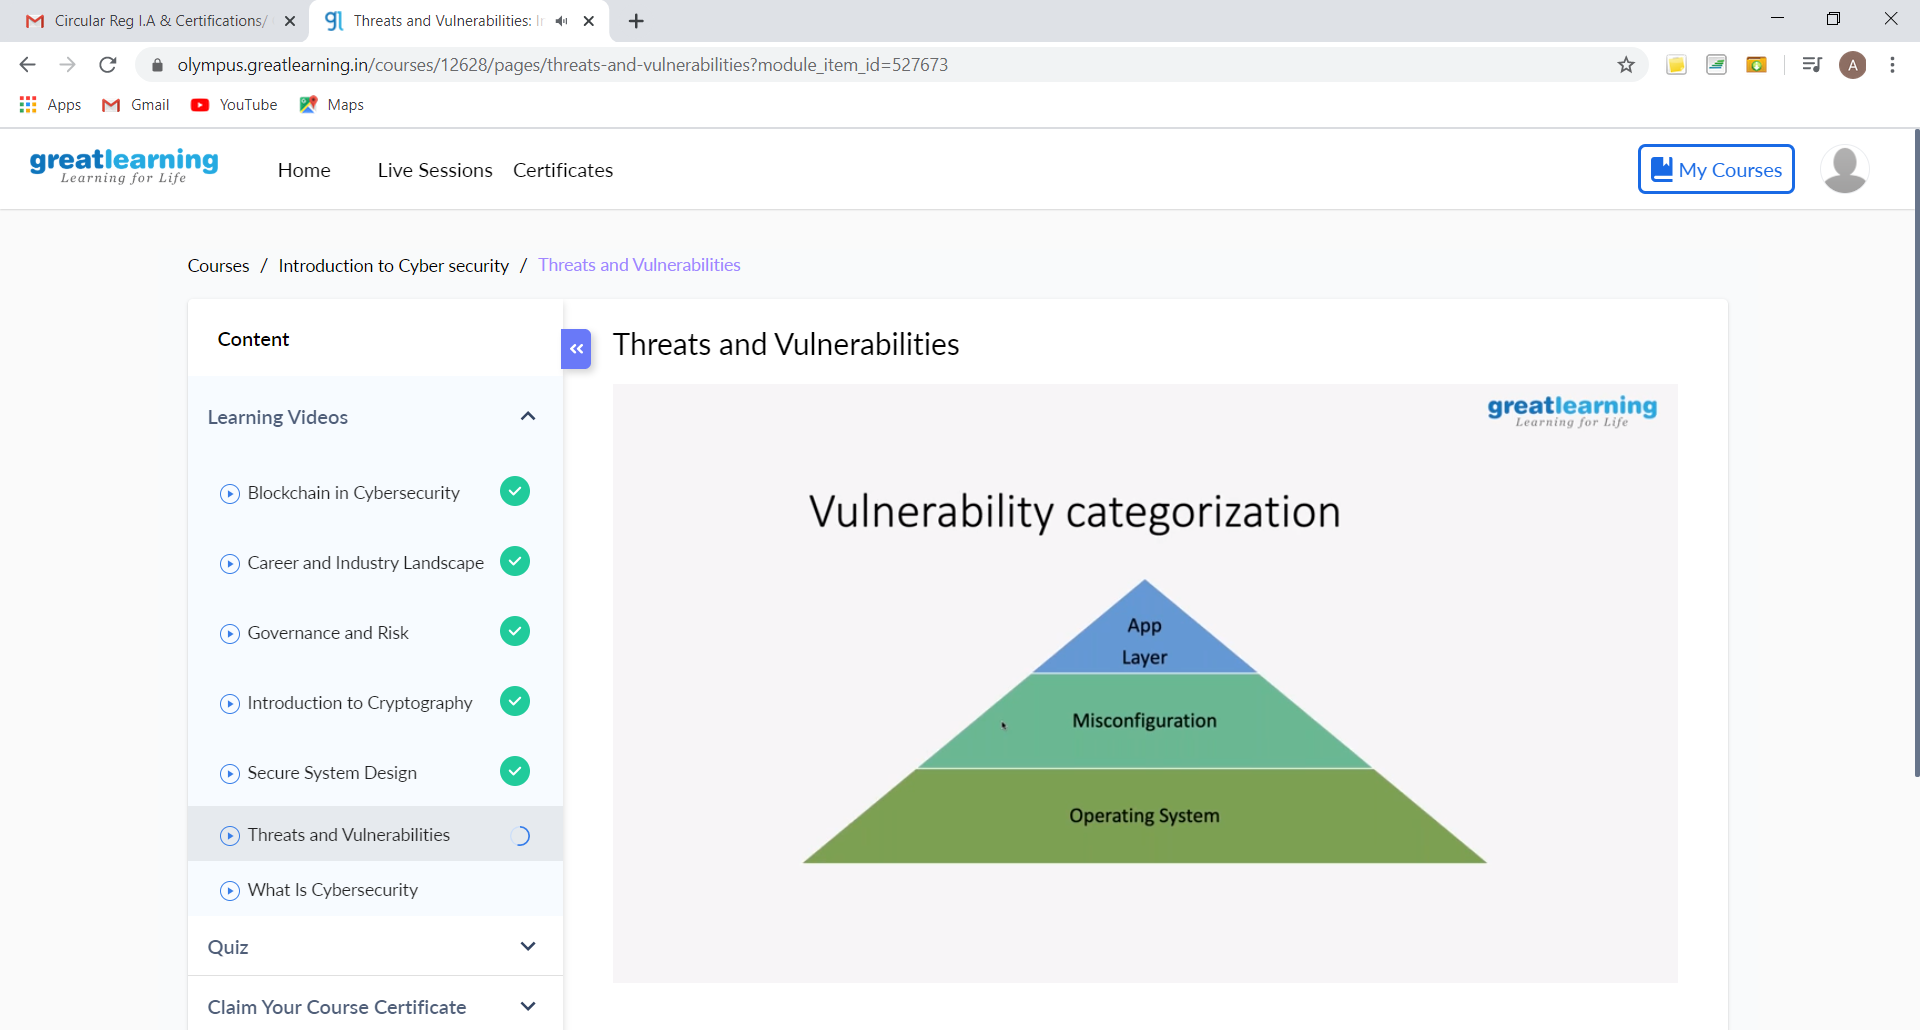 Circular Reg I.A & Certifications/
Threats and Vulnerabilities: In
olympus.greatlearning.in/courses/12628/pages/threats-and-vulnerabilities?module_item_id=527673
A
Apps Gmail YouTube Maps
greatlearning
Learning for Life
Home Live Sessions Certificates
My Courses
Courses / Introduction to Cyber security / Threats and Vulnerabilities
Content
Learning Videos
Blockchain in Cybersecurity
Career and Industry Landscape
Governance and Risk
Introduction to Cryptography
Secure System Design
Threats and Vulnerabilities
What Is Cybersecurity
Quiz
Claim Your Course Certificate
Threats and Vulnerabilities
greatlearning
Learning for Life
Vulnerability categorization
App
Layer
Misconfiguration
Operating System